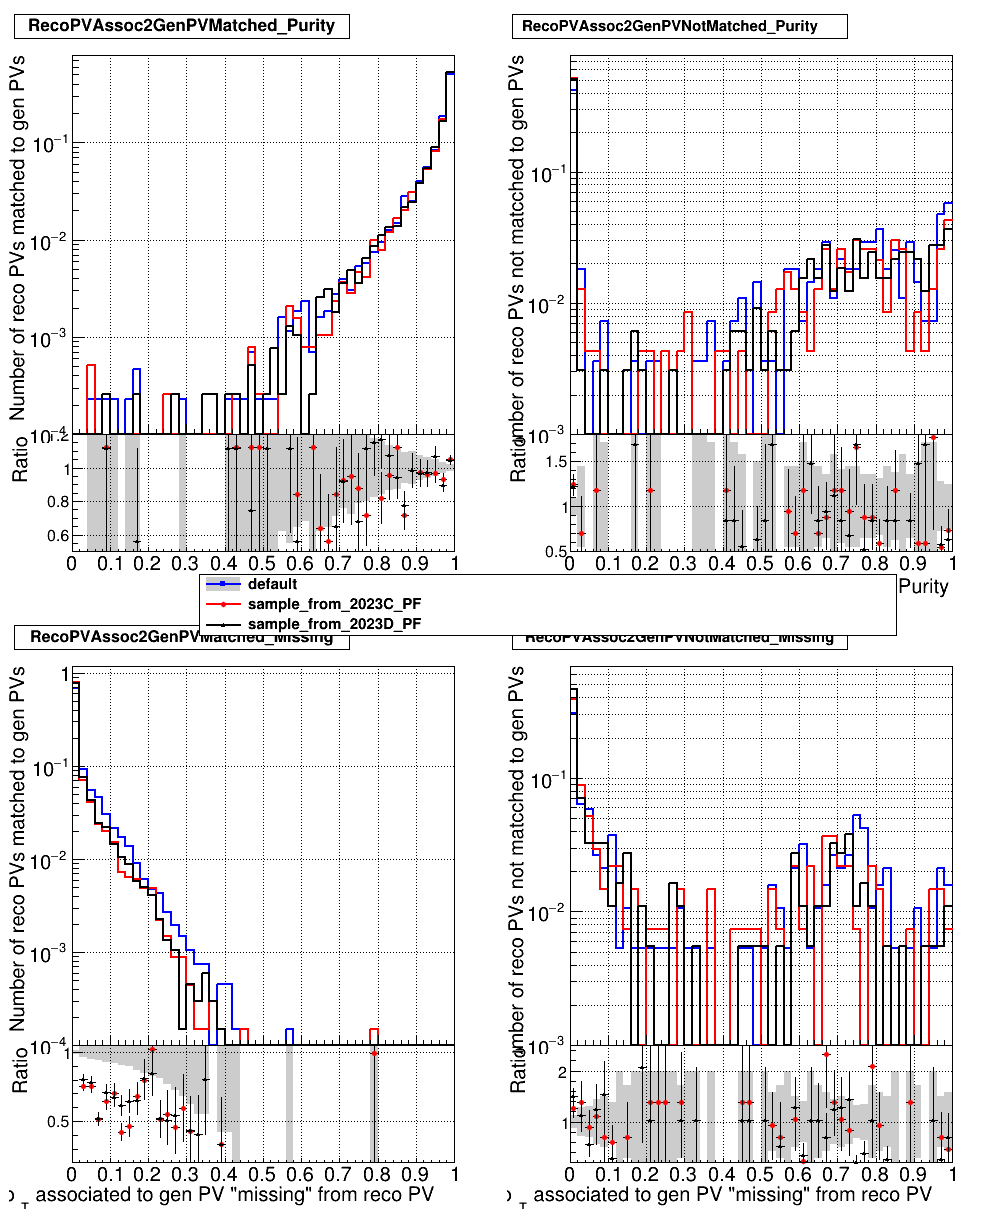 RecoPVAssoc2GenPVMatched_Purity
RecoPVAssoc2GenPVNotMatched_Purity
Number of reco PVs matched to gen PVs
10−1
10−2
10−3
10−4
Ratio
1.2
1
0.8
0.6
0 0.1 0.2 0.3 0.4 0.5 0.6 0.7 0.8 0.9 1
mber of reco PVs not matcched to gen PVs
10−1
10−2
10−3
Ratio
1.5
1
0.5
0 0.1 0.2 0.3 0.4 0.5 0.6 0.7 0.8 0.9 1
Purity
default
sample_from_2023C_PF
sample_from_2023D_PF
RecoPVAssoc2GenPVMatched_Missing
RecoPVAssoc2GenPVNotMatched_Missing
Number of reco PVs matched to gen PVs
1
10−1
10−2
10−3
10−4
Ratio
1
0.5
0 0.1 0.2 0.3 0.4 0.5 0.6 0.7 0.8 0.9 1
T associated to gen PV "missing" from reco PV
mber of reco PVs not matcched to gen PVs
10−1
10−2
10−3
Ratio
2
1
0 0.1 0.2 0.3 0.4 0.5 0.6 0.7 0.8 0.9 1
T associated to gen PV "missing" from reco PV